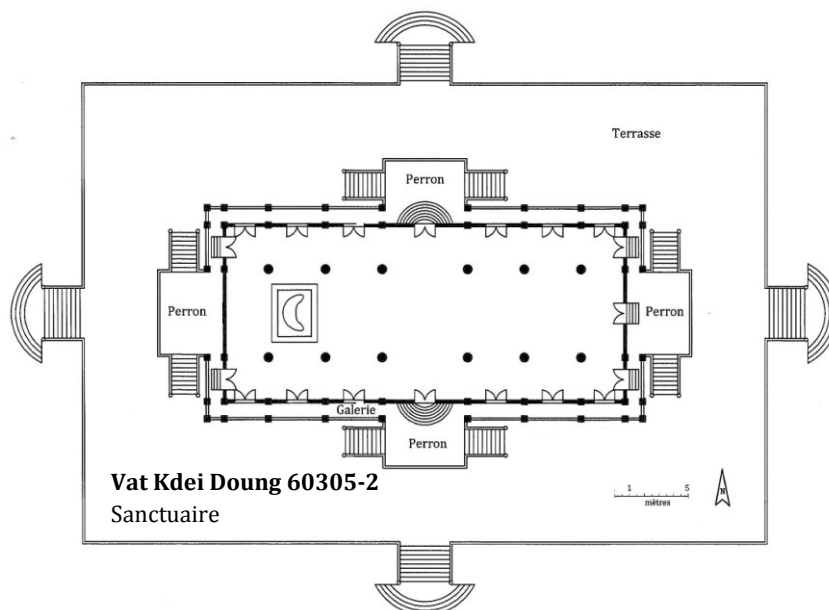 Terrasse
Perron
Perron
Perron
Galerie
Perron
Vat Kdei Doung 60305-2
Sanctuaire
1 5
mètres
N